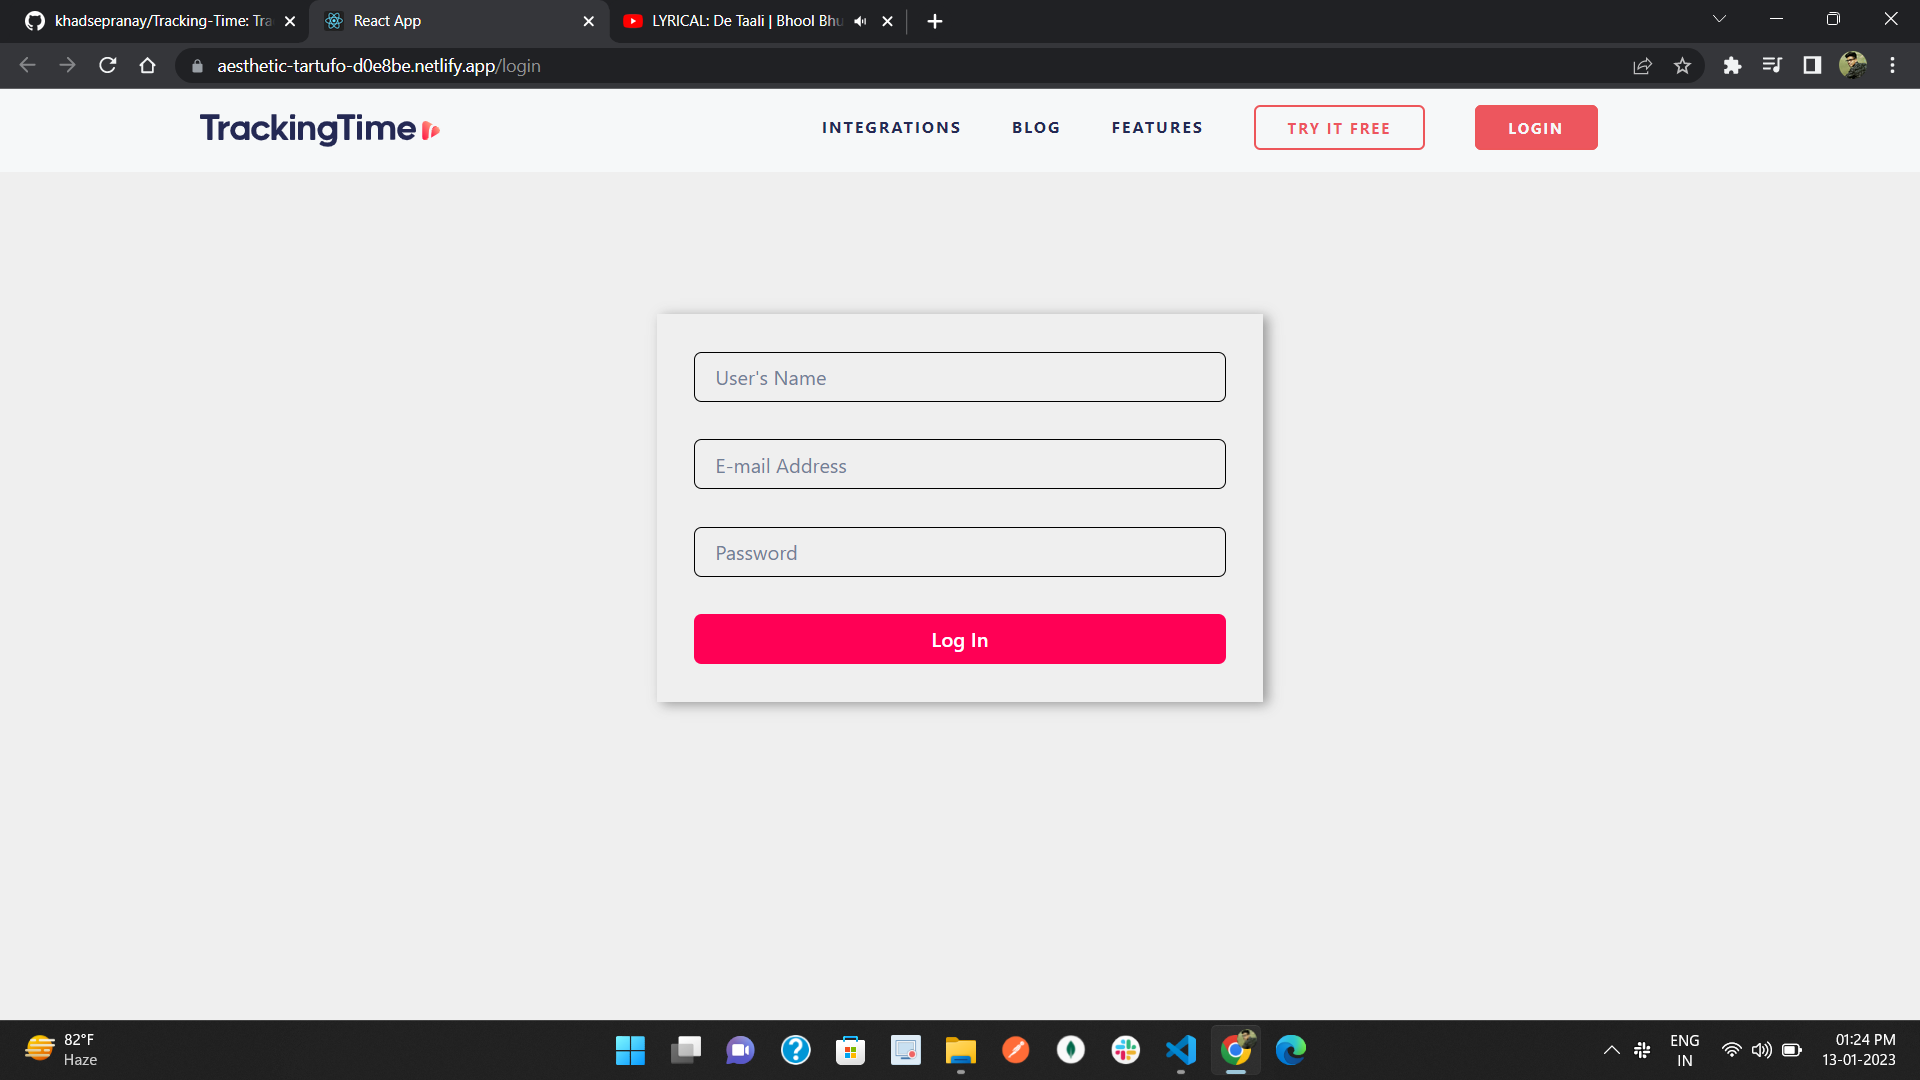 khadsepranay/Tracking-Time: Tra
React App
LYRICAL: De Taali | Bhool Bhu
aesthetic-tartufo-d0e8be.netlify.app/login
TrackingTime
INTEGRATIONS
BLOG
FEATURES
TRY IT FREE
LOGIN
User's Name
E-mail Address
Password
Log In
82°F
Haze
ENG
IN
01:24 PM
13-01-2023